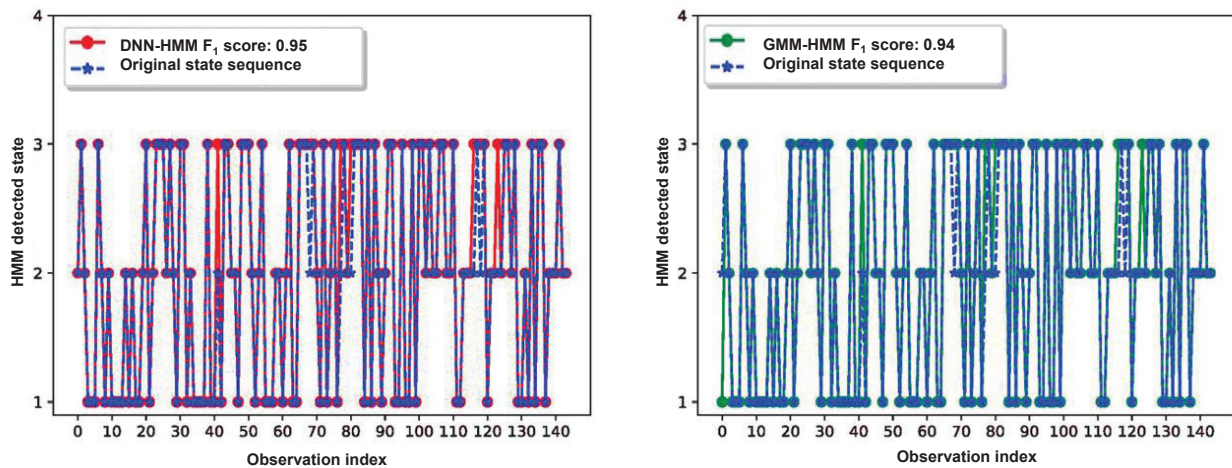 4
DNN-HMM F₁ score: 0.95
Original state sequence
3
HMM detected state
2
1
0 10 20 30 40 50 60 70 80 90 100 110 120 130 140
Observation index
4
GMM-HMM F₁ score: 0.94
Original state sequence
3
HMM detected state
2
1
0 10 20 30 40 50 60 70 80 90 100 110 120 130 140
Observation index